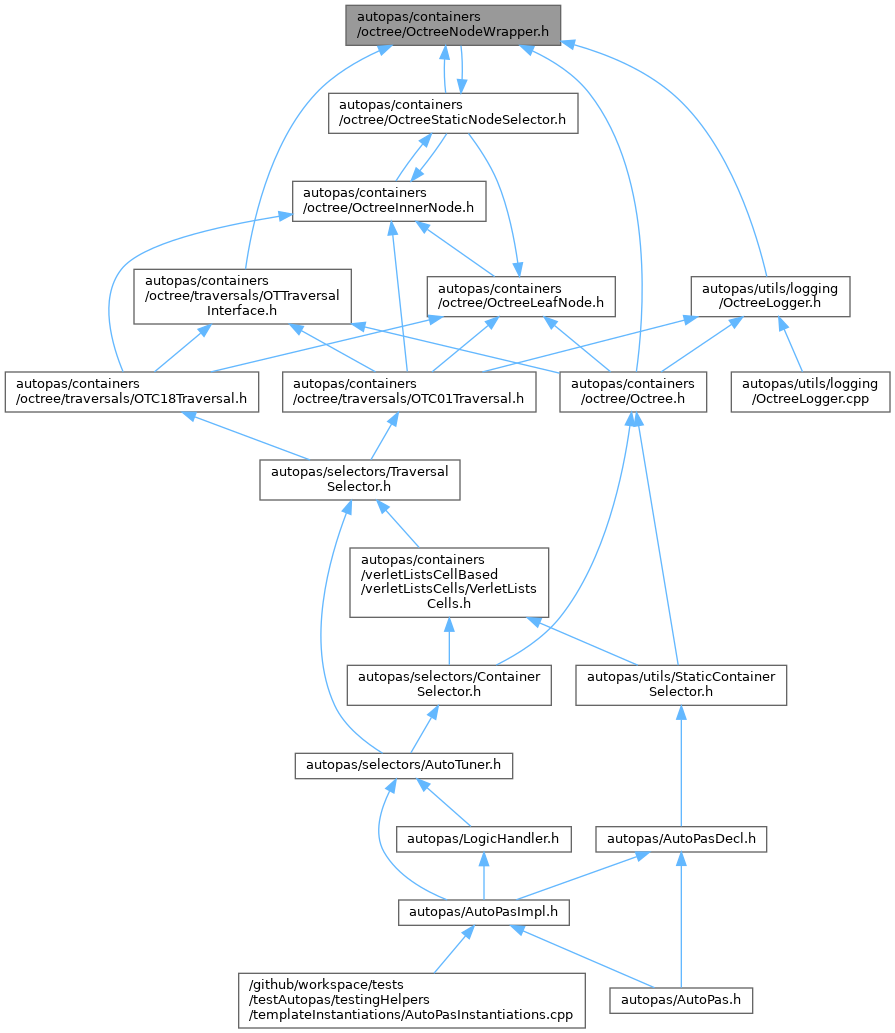 autopas/containers
/octree/OctreeNodeWrapper.h
autopas/containers
/octree/OctreeStaticNodeSelector.h
autopas/containers
/octree/OctreeInnerNode.h
autopas/containers
/octree/traversals/OTTraversal
Interface.h
autopas/containers
/octree/OctreeLeafNode.h
autopas/utils/logging
/OctreeLogger.h
autopas/containers
/octree/traversals/OTC18Traversal.h
autopas/containers
/octree/traversals/OTC01Traversal.h
autopas/containers
/octree/Octree.h
autopas/utils/logging
/OctreeLogger.cpp
autopas/selectors/Traversal
Selector.h
autopas/containers
/verletListsCellBased
/verletListsCells/VerletLists
Cells.h
autopas/selectors/Container
Selector.h
autopas/utils/StaticContainer
Selector.h
autopas/selectors/AutoTuner.h
autopas/LogicHandler.h
autopas/AutoPasDecl.h
autopas/AutoPasImpl.h
/github/workspace/tests
/testAutopas/testingHelpers
/templateInstantiations/AutoPasInstantiations.cpp
autopas/AutoPas.h